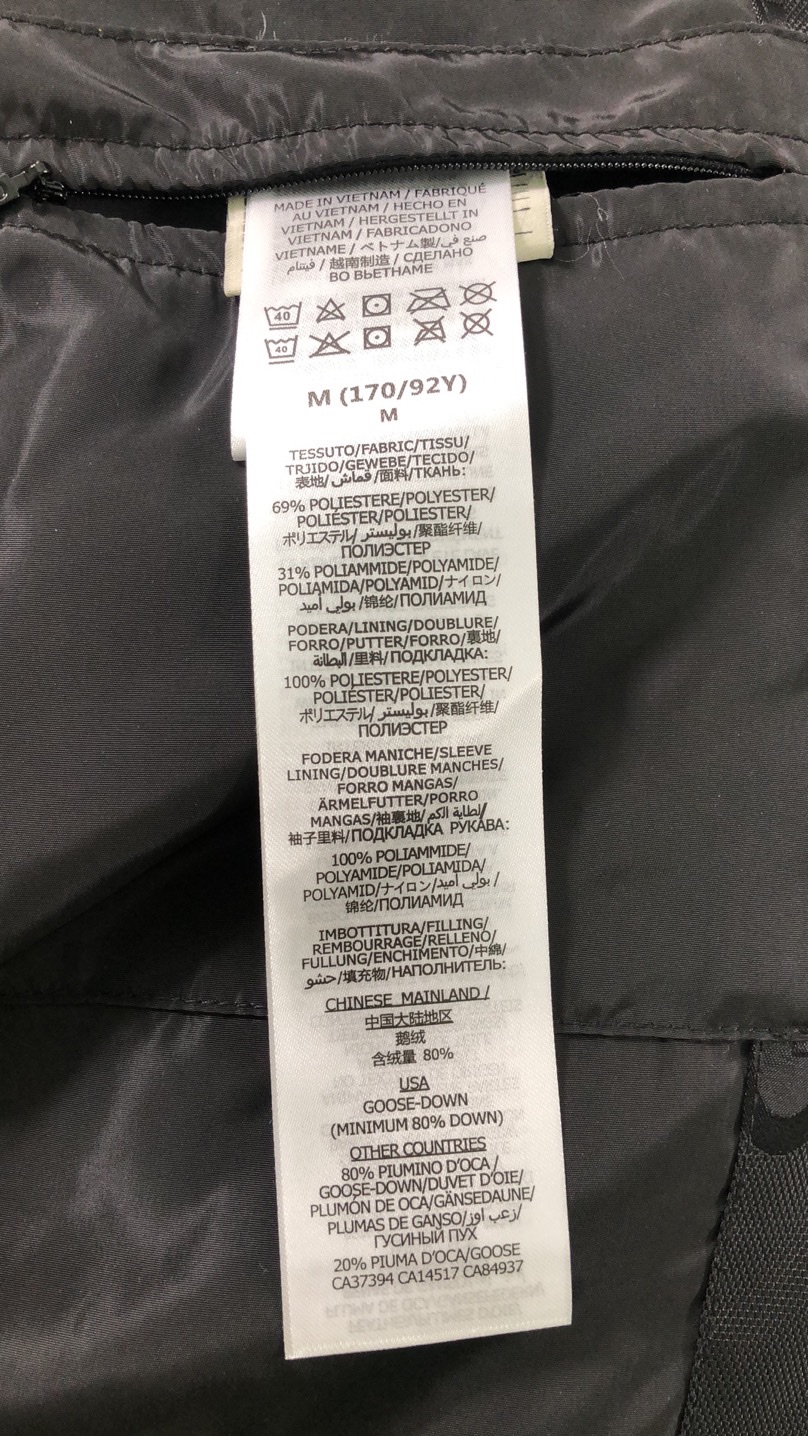 MADE IN VIETNAM / FABRIQUÉ
AU VIETNAM / HECHO EN
VIETNAM / HERGESTELLT IN
VIETNAM / FABRICADONO
VIETNAME / ベトナム製/صنع في
فيتنام / 越南制造 / СДЕЛАНО
ВО ВЬЕТНАМЕ
40
40
M (170/92Y)
M
TESSUTO/FABRIC/TISSU/
TRJIDO/GEWEBE/TECIDO/
表地/قماش/面料/ТКАНЬ:
69% POLIESTERE/POLYESTER/
POLIÉSTER/POLIESTER/
ポリエステル/بوليستر/聚酯纤维/
ПОЛИЭСТЕР
31% POLIAMMIDE/POLYAMIDE/
POLIAMIDA/POLYAMID/ナイロン/
بولي أميد/锦纶/ПОЛИАМИД
PODERA/LINING/DOUBLURE/
FORRO/PUTTER/FORRO/裏地/
البطانة/里料/ПОДКЛАДКА:
100% POLIESTERE/POLYESTER/
POLIÉSTER/POLIESTER/
ポリエステル/بوليستر/聚酯纤维/
ПОЛИЭСТЕР
FODERA MANICHE/SLEEVE
LINING/DOUBLURE MANCHES/
FORRO MANGAS/
ÄRMELFUTTER/PORRO
MANGAS/袖裏地/لطاية الكم/
袖子里料/ПОДКЛАДКА РУКАВА:
100% POLIAMMIDE/
POLYAMIDE/POLIAMIDA/
POLYAMID/ナイロン/بولي أميد/
锦纶/ПОЛИАМИД
IMBOTTITURA/FILLING/
REMBOURRAGE/RELLENO/
FULLUNG/ENCHIMENTO/中綿/
حشو/填充物/НАПОЛНИТЕЛЬ:
CHINESE MAINLAND /
中国大陆地区
鹅绒
含绒量 80%
USA
GOOSE-DOWN
(MINIMUM 80% DOWN)
OTHER COUNTRIES
80% PIUMINO D'OCA /
GOOSE-DOWN/DUVET D'OIE/
PLUMÓN DE OCA/GÄNSEDAUNE/
PLUMAS DE GANSO/زغب اوز/
ГУСИНЫЙ ПУХ
20% PIUMA D'OCA/GOOSE
CA37394 CA14517 CA84937